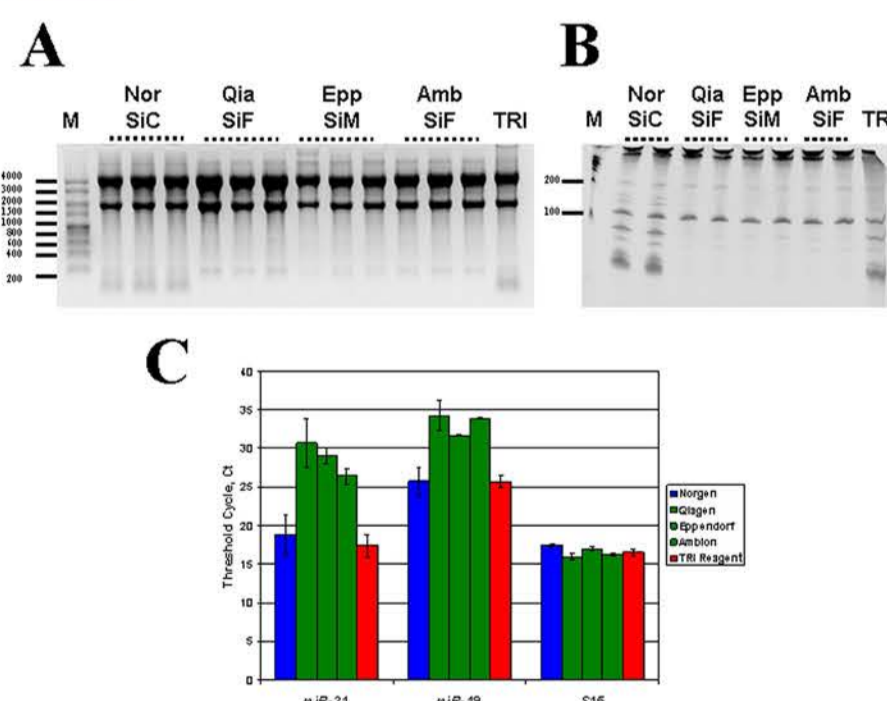 A
Nor Qia Epp Amb
M SiC SiF SiM SiF TRI
4000
3000
2000
1500
1000
800
600
400
200
B
Nor Qia Epp Amb
M SiC SiF SiM SiF TR
200
100
C
40
35
30
25
20
15
10
5
0
Threshold Cycle, Ct
Norgen
Qiagen
Eppendorf
Ambion
TRI Reagent